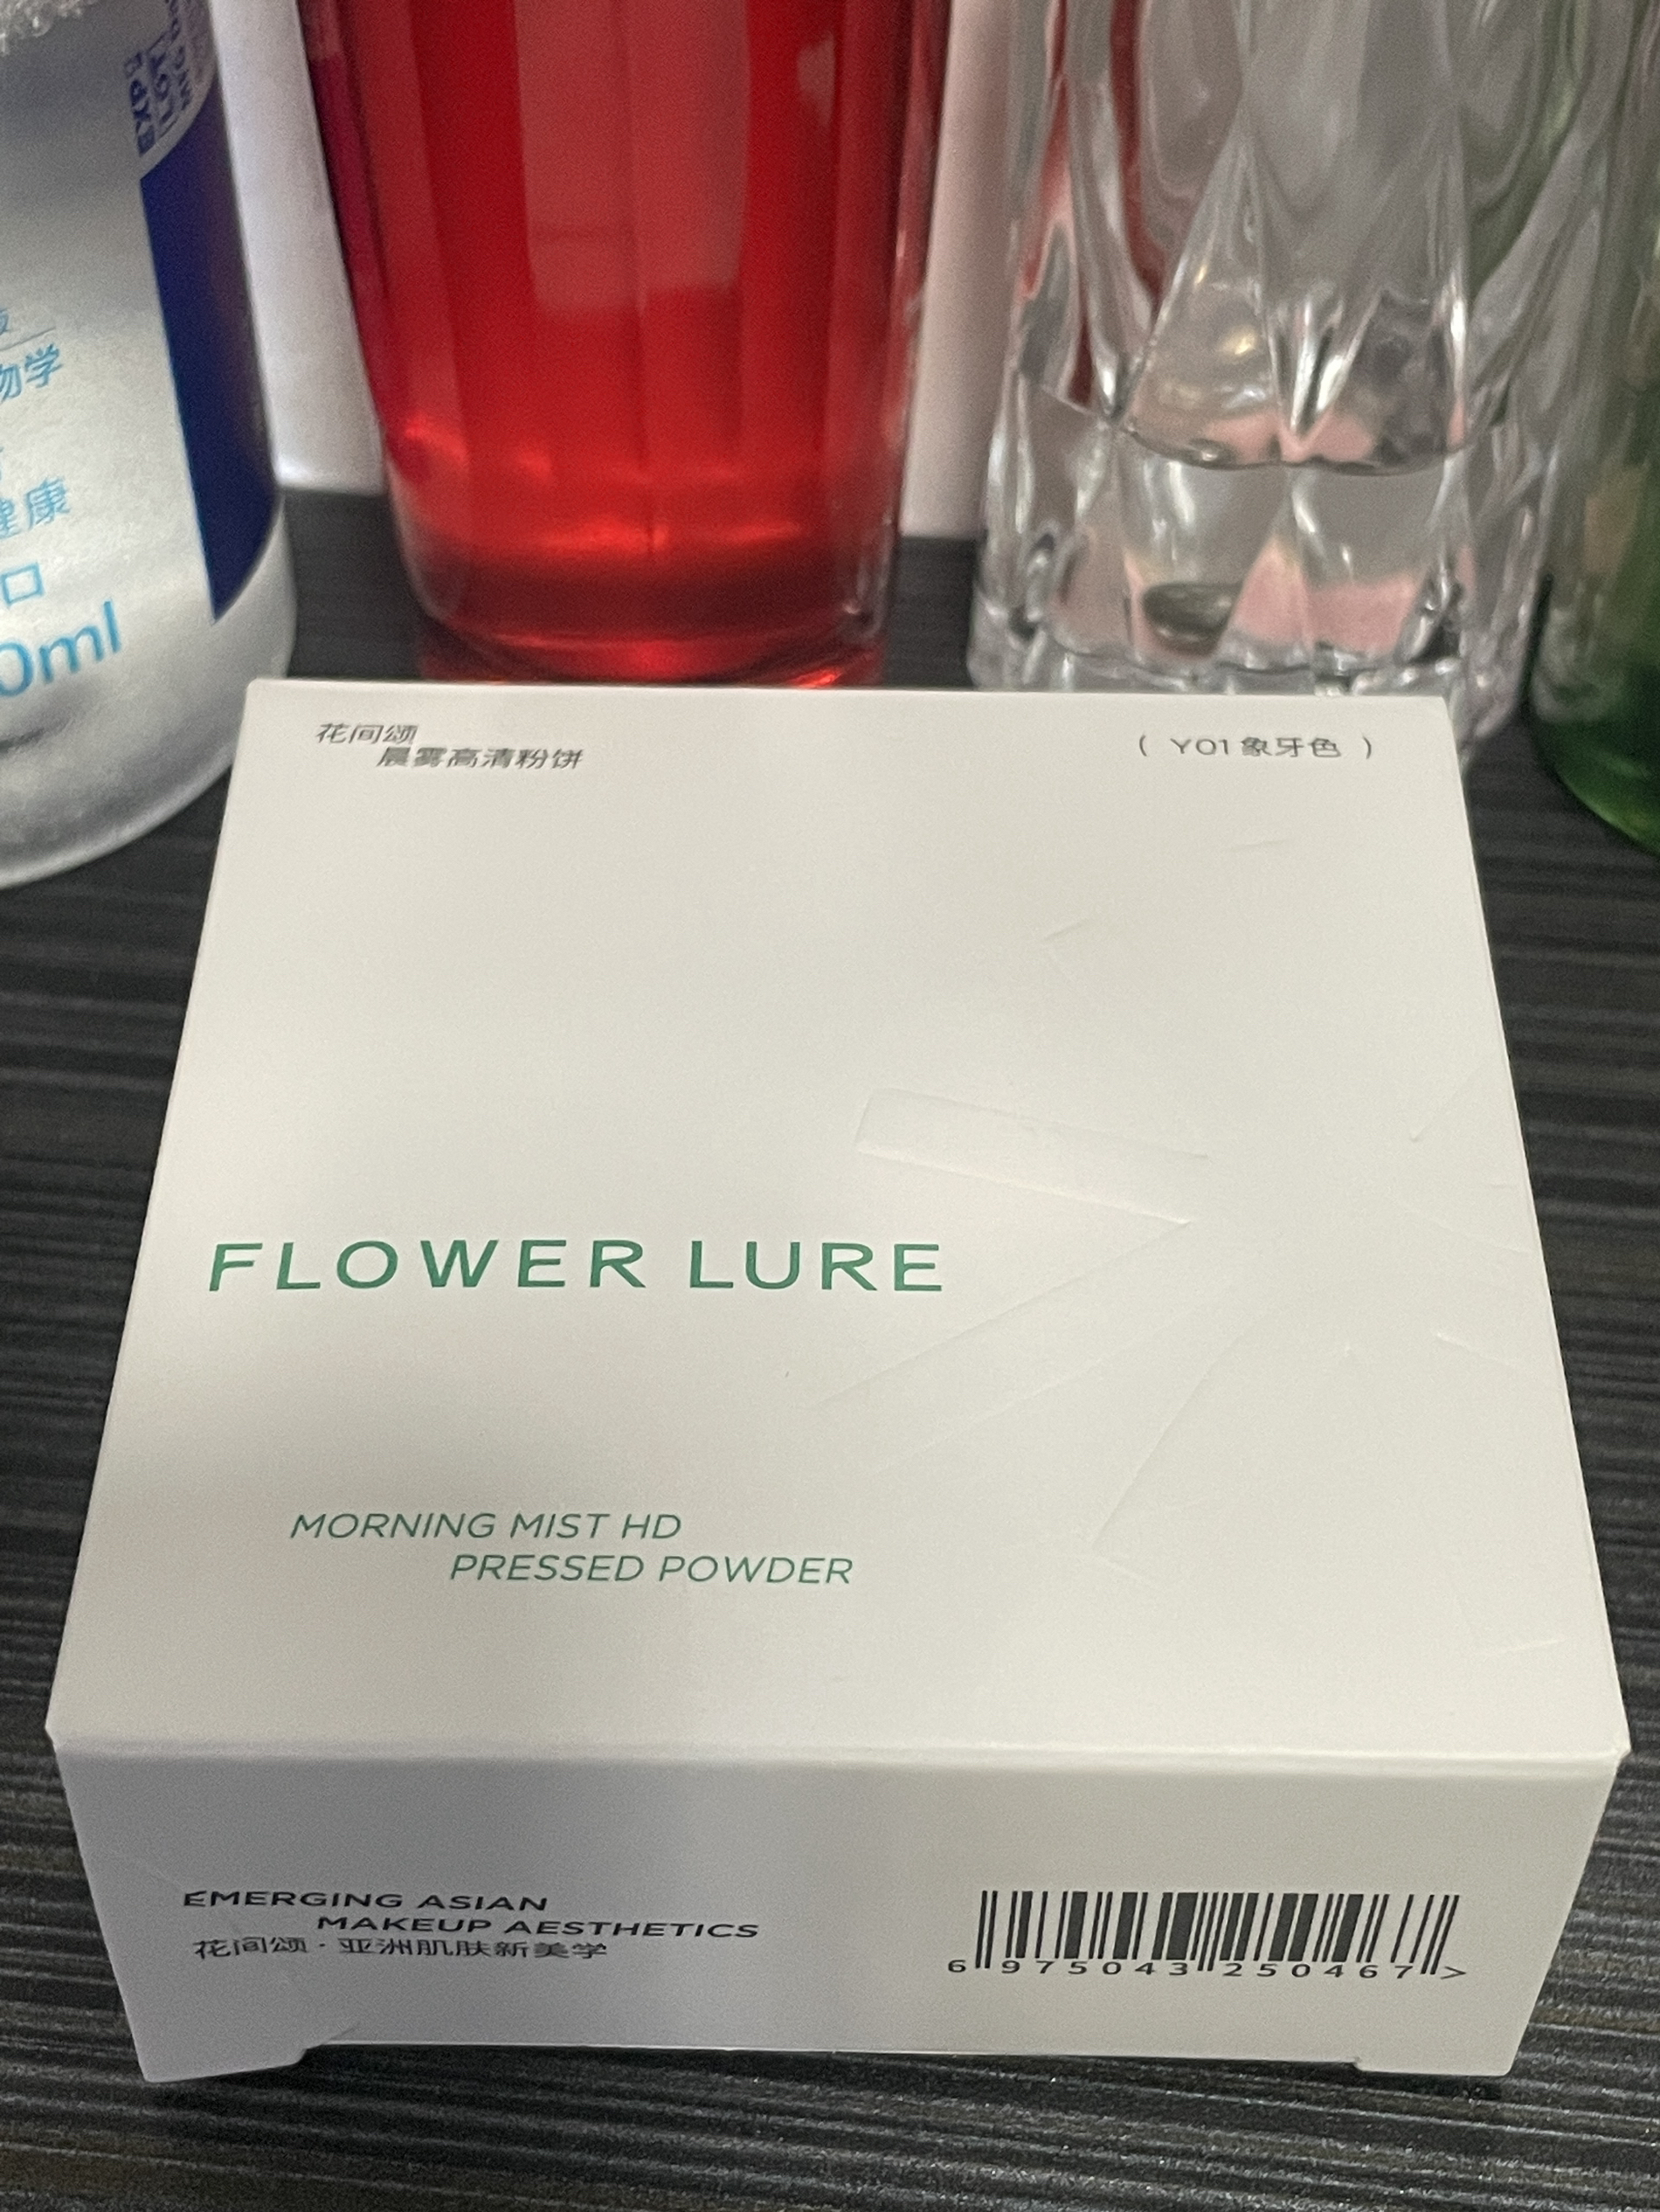 EXP
LOT
物学
健康
口
0ml
花间颂
晨雾高清粉饼
( Y01 象牙色 )
FLOWER LURE
MORNING MIST HD
PRESSED POWDER
EMERGING ASIAN
MAKEUP AESTHETICS
花间颂·亚洲肌肤新美学
6 975043 250467 >